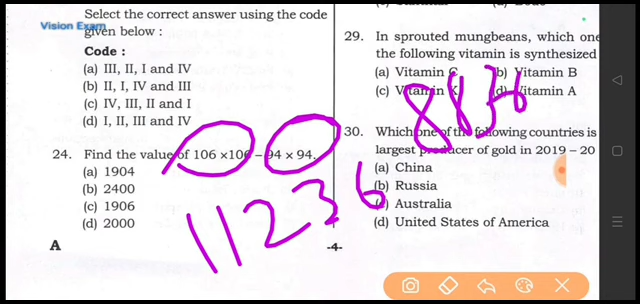 Vision Exam
Select the correct answer using the code
given below :
Code :
(a) III, II, I and IV
(b) II, I, IV and III
(c) IV, III, II and I
(d) I, II, III and IV
24. Find the value of 106 ×106 – 94 × 94.
(a) 1904
(b) 2400
(c) 1906
(d) 2000
11236
A
-4-
29. In sprouted mungbeans, which one
the following vitamin is synthesized
(a) Vitamin C (b) Vitamin B
(c) Vitamin K (d) Vitamin A
8836
30. Which one of the following countries is
largest producer of gold in 2019 – 20
(a) China
(b) Russia
(c) Australia
(d) United States of America